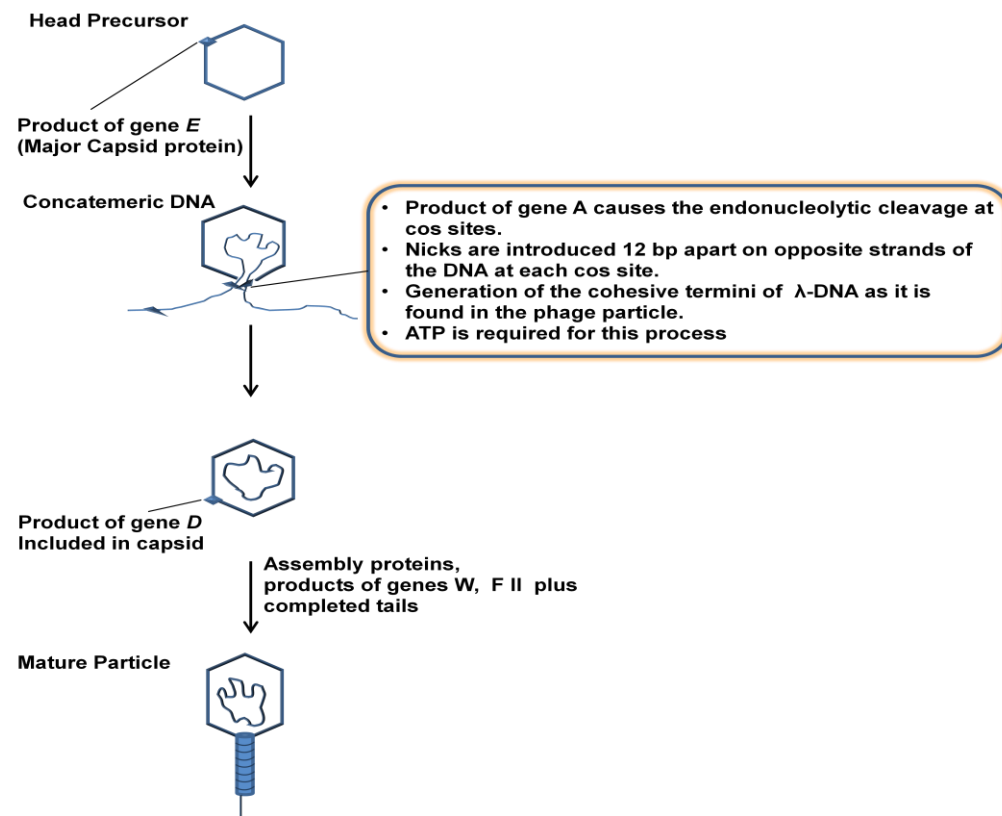 Head Precursor
Product of gene E
(Major Capsid protein)
Concatemeric DNA
• Product of gene A causes the endonucleolytic cleavage at
cos sites.
• Nicks are introduced 12 bp apart on opposite strands of
the DNA at each cos site.
• Generation of the cohesive termini of λ-DNA as it is
found in the phage particle.
• ATP is required for this process
Product of gene D
Included in capsid
Assembly proteins,
products of genes W, F II plus
completed tails
Mature Particle